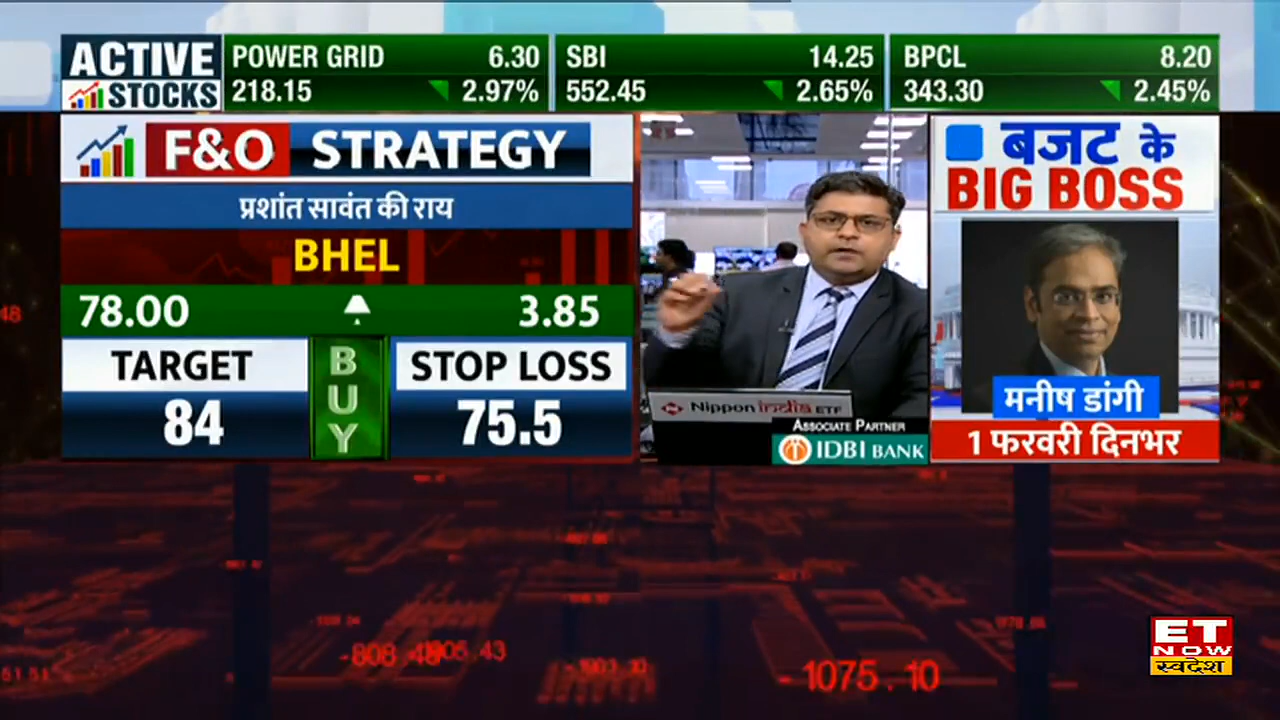 ACTIVE
STOCKS
POWER GRID 6.30
218.15 2.97%
SBI 14.25
552.45 2.65%
BPCL 8.20
343.30 2.45%
F&O STRATEGY
प्रशांत सावंत की राय
BHEL
78.00 3.85
TARGET
84
BUY
STOP LOSS
75.5
Nippon india ETF
ASSOCIATE PARTNER
IDBI BANK
बजट के
BIG BOSS
मनीष डांगी
1 फरवरी दिनभर
-1075.10
ET
NOW
स्वदेश